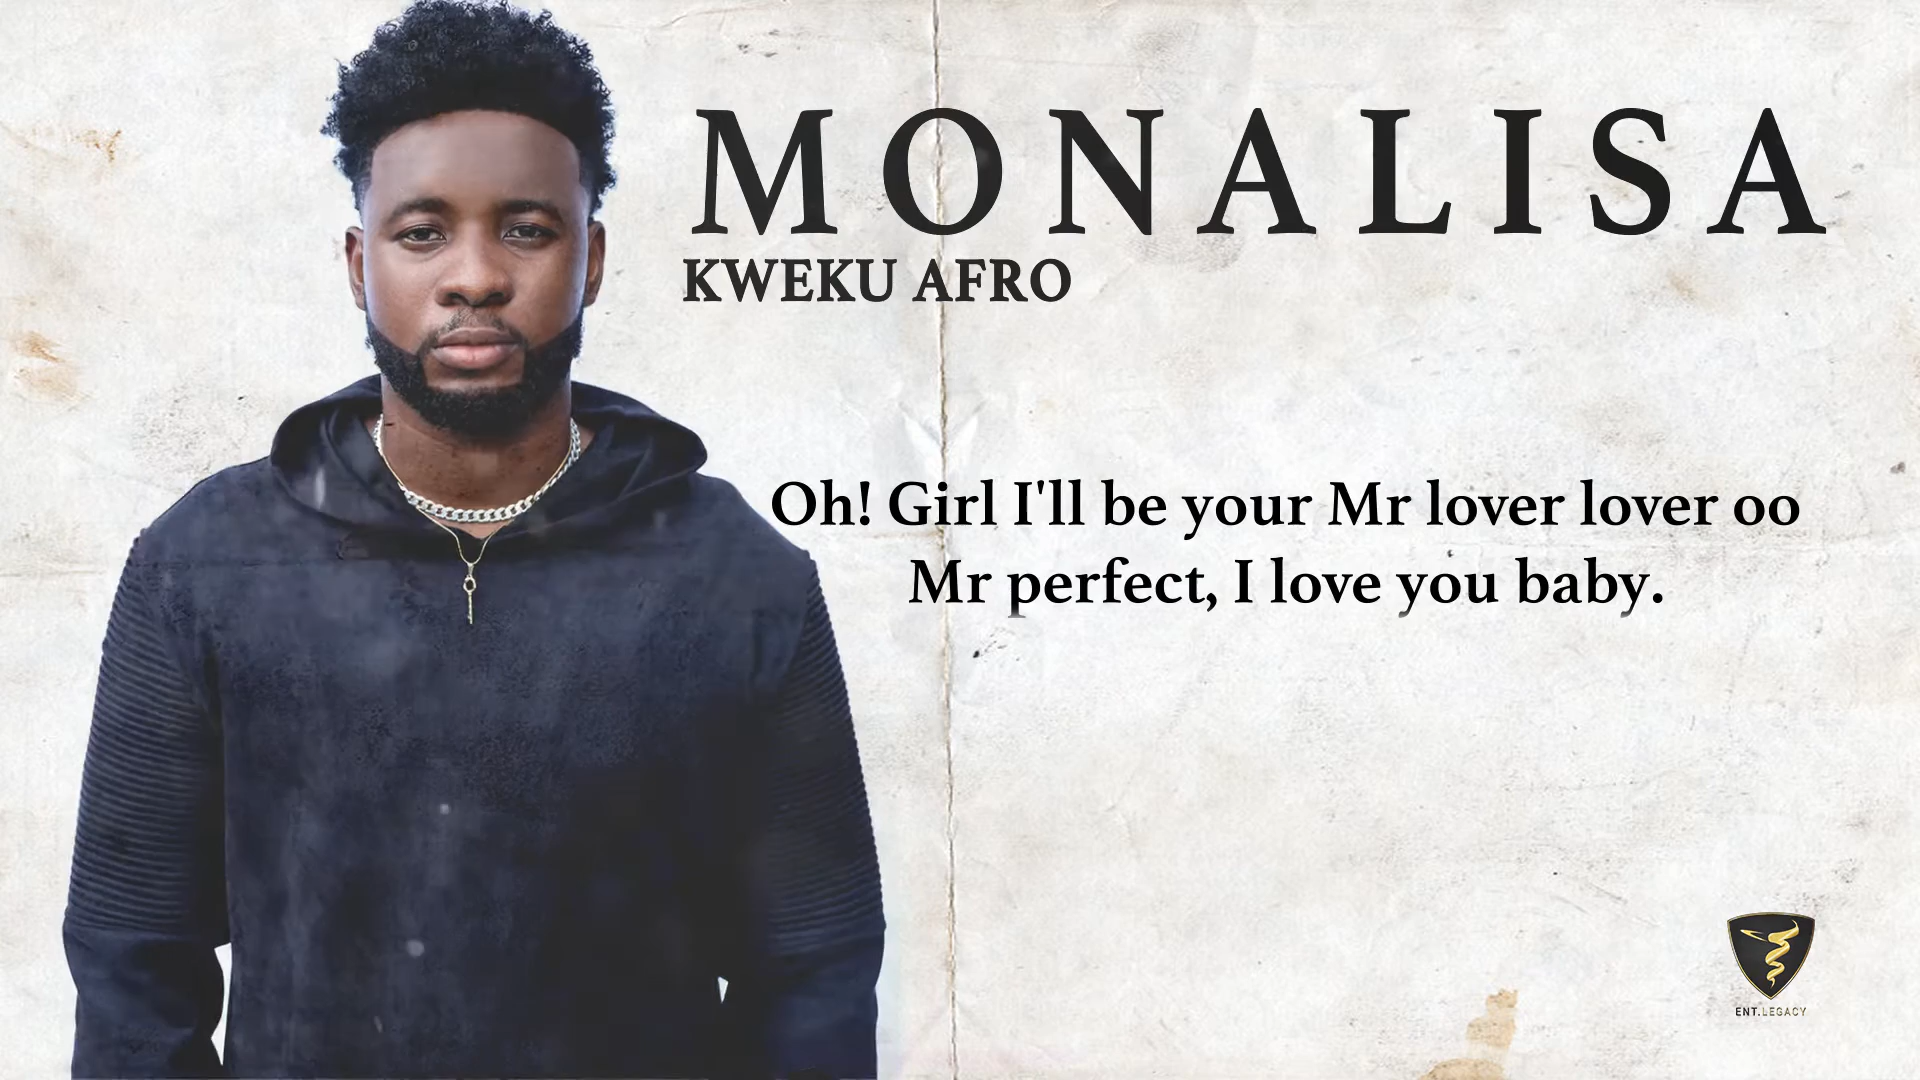 MONALISA
KWEKU AFRO
Oh! Girl I'll be your Mr lover lover oo
Mr perfect, I love you baby.
ENT.LEGACY